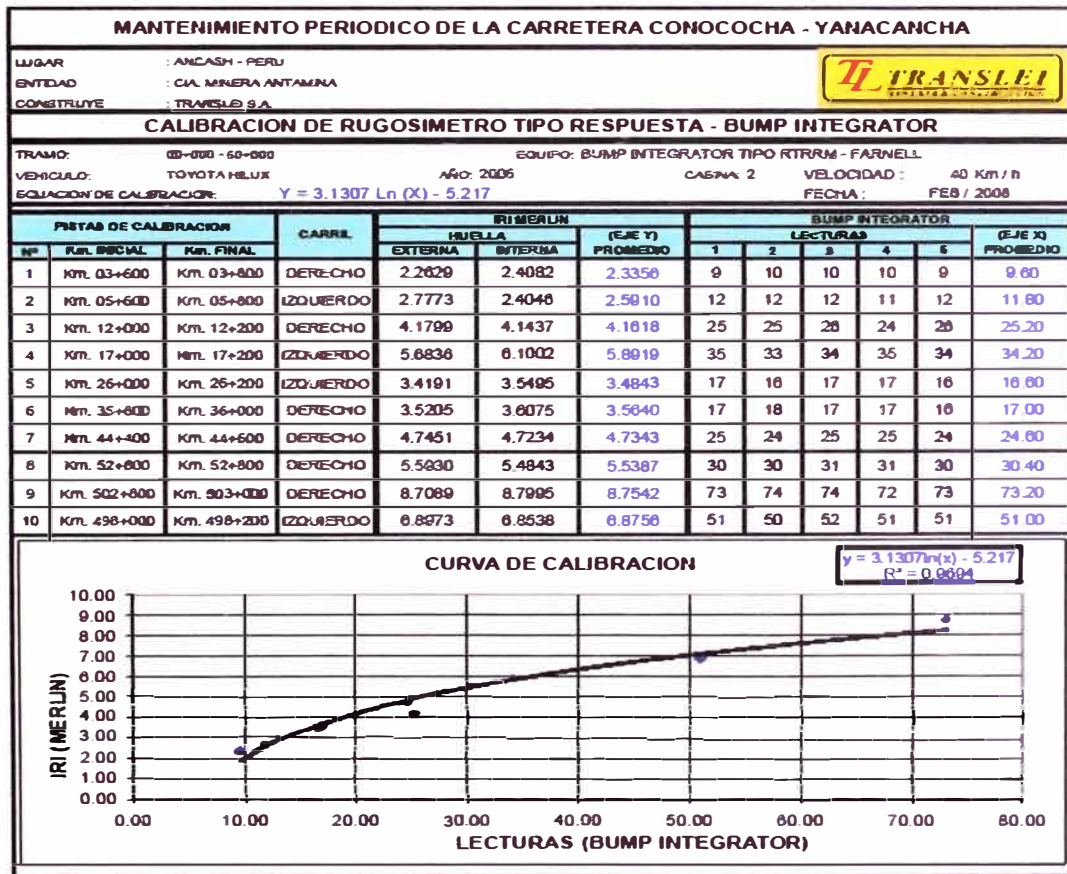 MANTENIMIENTO PERIODICO DE LA CARRETERA CONOCOCHA - YANACANCHA
LUGAR : ANCASH - PERU
ENTIDAD : CIA. MINERA ANTAMINA
CONSTRUYE : TRANSLEI S.A.
TL TRANSLEI
CALIBRACION DE RUGOSIMETRO TIPO RESPUESTA - BUMP INTEGRATOR
TRAMO: 00+000 - 60+000 EQUIPO: BUMP INTEGRATOR TIPO RTRRM - FARNELL
VEHICULO: TOYOTA HILUX AÑO: 2006 2 VELOCIDAD : 40 Km / h
ECUACION DE CALIBRACION: Y = 3.1307 Ln (X) - 5.217 FECHA : FEB / 2008
PISTAS DE CALIBRACION CARRIL IRI MERLIN BUMP INTEGRATOR
HUELLA (EJE Y) LECTURAS (EJE X)
Nº Km. INICIAL Km. FINAL EXTERNA INTERNA PROMEDIO 1 2 3 4 5 PROMEDIO
1 Km. 03+600 Km. 03+800 DERECHO 2.2629 2.4082 2.3356 9 10 10 10 9 9.60
2 Km. 05+600 Km. 05+800 IZQUIERDO 2.7773 2.4046 2.5910 12 12 12 11 12 11.80
3 Km. 12+000 Km. 12+200 DERECHO 4.1799 4.1437 4.1618 25 25 26 24 26 25.20
4 Km. 17+000 Km. 17+200 IZQUIERDO 5.6836 6.1002 5.8919 35 33 34 35 34 34.20
5 Km. 26+000 Km. 26+200 IZQUIERDO 3.4191 3.5495 3.4843 17 16 17 17 16 16.60
6 Km. 35+800 Km. 36+000 DERECHO 3.5205 3.6075 3.5640 17 18 17 17 16 17.00
7 Km. 44+400 Km. 44+600 DERECHO 4.7451 4.7234 4.7343 25 24 25 25 24 24.60
8 Km. 52+600 Km. 52+800 DERECHO 5.5930 5.4843 5.5387 30 30 31 31 30 30.40
9 Km. 502+800 Km. 503+000 DERECHO 8.7089 8.7995 8.7542 73 74 74 72 73 73.20
10 Km. 498+000 Km. 498+200 IZQUIERDO 6.8973 6.8538 6.8756 51 50 52 51 51 51.00
CURVA DE CALIBRACION
y = 3.1307ln(x) - 5.217
R² = 0.9694
IRI (MERLIN)
10.00
9.00
8.00
7.00
6.00
5.00
4.00
3.00
2.00
1.00
0.00
0.00 10.00 20.00 30.00 40.00 50.00 60.00 70.00 80.00
LECTURAS (BUMP INTEGRATOR)